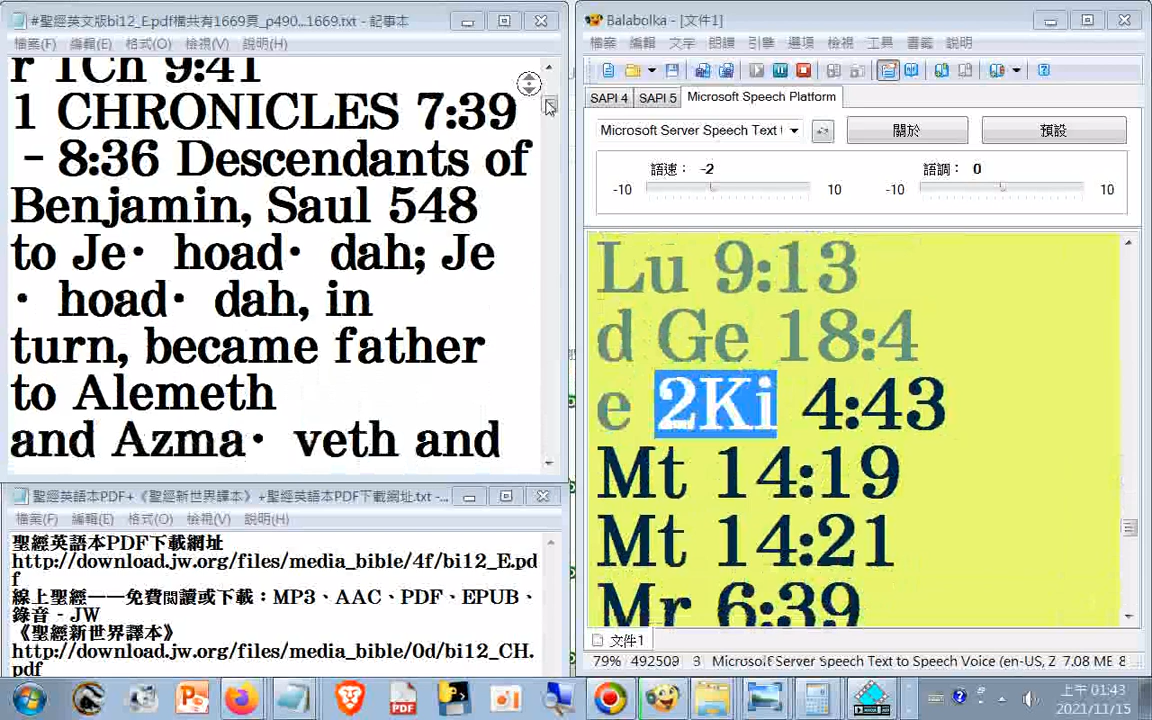 #聖經英文版bi12_E.pdf橫共有1669頁_p490...1669.txt - 記事本
檔案(F) 編輯(E) 格式(O) 檢視(V) 說明(H)
r 1Ch 9:41
1 CHRONICLES 7:39
- 8:36 Descendants of
Benjamin, Saul 548
to Je· hoad· dah; Je
· hoad· dah, in
turn, became father
to Alemeth
and Azma· veth and
聖經英語本PDF+《聖經新世界譯本》+聖經英語本PDF下載網址.txt - ...
檔案(F) 編輯(E) 格式(O) 檢視(V) 說明(H)
聖經英語本PDF下載網址
http://download.jw.org/files/media_bible/4f/bi12_E.pd
f
線上聖經——免費閱讀或下載：MP3、AAC、PDF、EPUB、
錄音 - JW
《聖經新世界譯本》
http://download.jw.org/files/media_bible/0d/bi12_CH.
pdf
Balabolka - [文件1]
檔案 編輯 文字 朗讀 引擎 選項 檢視 工具 書籤 說明
SAPI 4 SAPI 5 Microsoft Speech Platform
Microsoft Server Speech Text 關於 預設
語速： -2 語調： 0
-10 10 -10 10
Lu 9:13
d Ge 18:4
e 2Ki 4:43
Mt 14:19
Mt 14:21
Mr 6:39
文件1
79% 492509 3 Microsoft Server Speech Text to Speech Voice (en-US, Z 7.08 MB 8
PDF
上午 01:43
2021/11/15